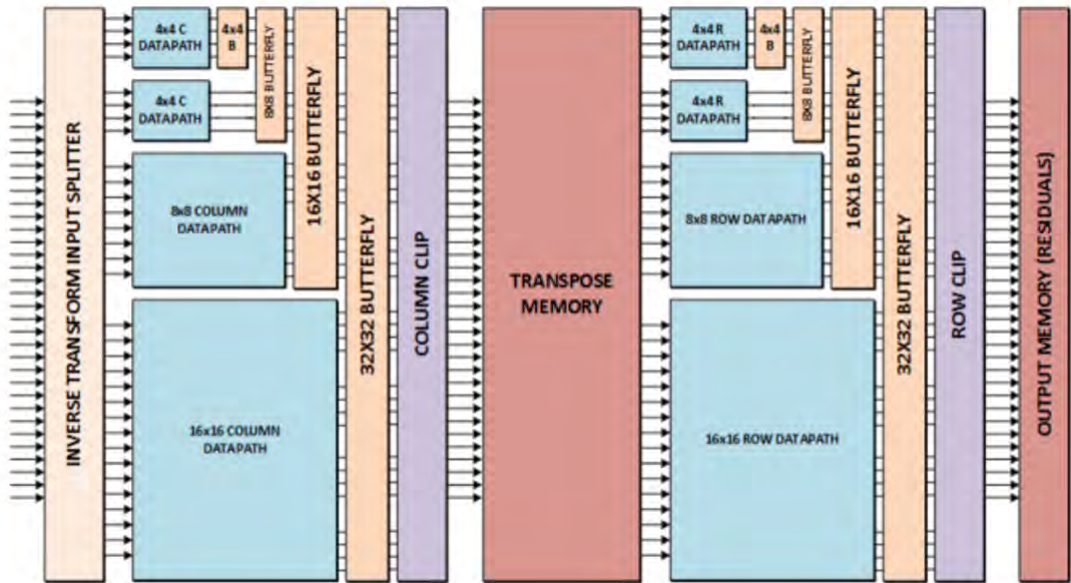 INVERSE TRANSFORM INPUT SPLITTER
4x4 C
DATAPATH
4x4
B
8X8 BUTTERFLY
4x4 C
DATAPATH
8x8 COLUMN
DATAPATH
16x16 COLUMN
DATAPATH
16X16 BUTTERFLY
32X32 BUTTERFLY
COLUMN CLIP
TRANSPOSE
MEMORY
4x4 R
DATAPATH
4x4
B
8X8 BUTTERFLY
4x4 R
DATAPATH
8x8 ROW DATAPATH
16x16 ROW DATAPATH
16X16 BUTTERFLY
32X32 BUTTERFLY
ROW CLIP
OUTPUT MEMORY (RESIDUALS)